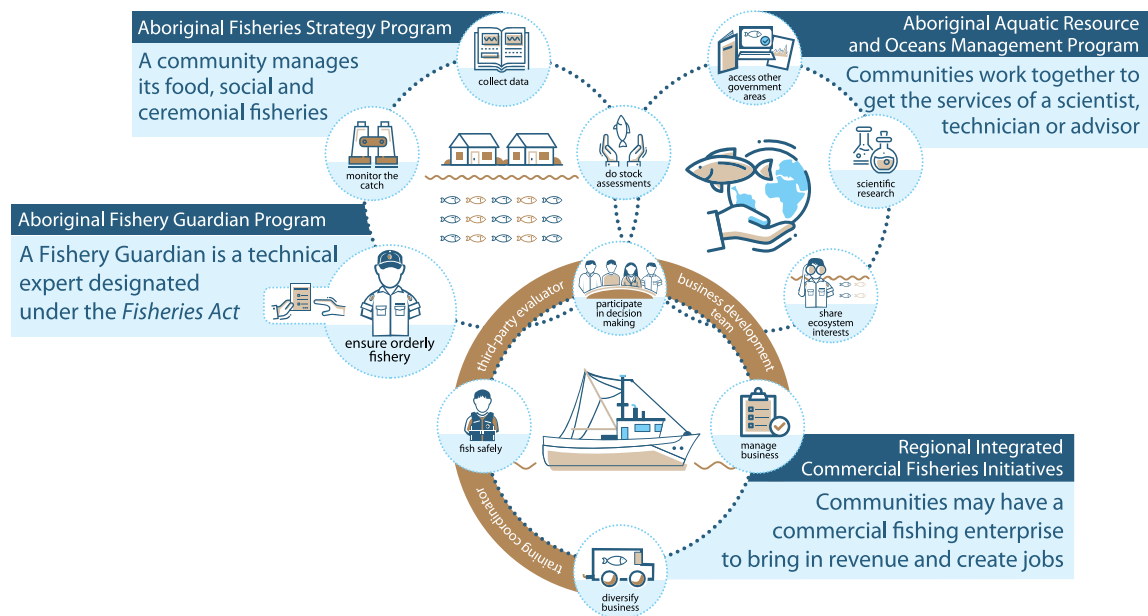 Aboriginal Fisheries Strategy Program
A community manages
its food, social and
ceremonial fisheries
collect data
monitor the
catch
do stock
assessments
Aboriginal Aquatic Resource
and Oceans Management Program
Communities work together to
get the services of a scientist,
technician or advisor
access other
government
areas
scientific
research
share
ecosystem
interests
Aboriginal Fishery Guardian Program
A Fishery Guardian is a technical
expert designated
under the Fisheries Act
ensure orderly
fishery
participate
in decision
making
third-party evaluator
business development
team
fish safely
manage
business
training coordinator
diversify
business
Regional Integrated
Commercial Fisheries Initiatives
Communities may have a
commercial fishing enterprise
to bring in revenue and create jobs